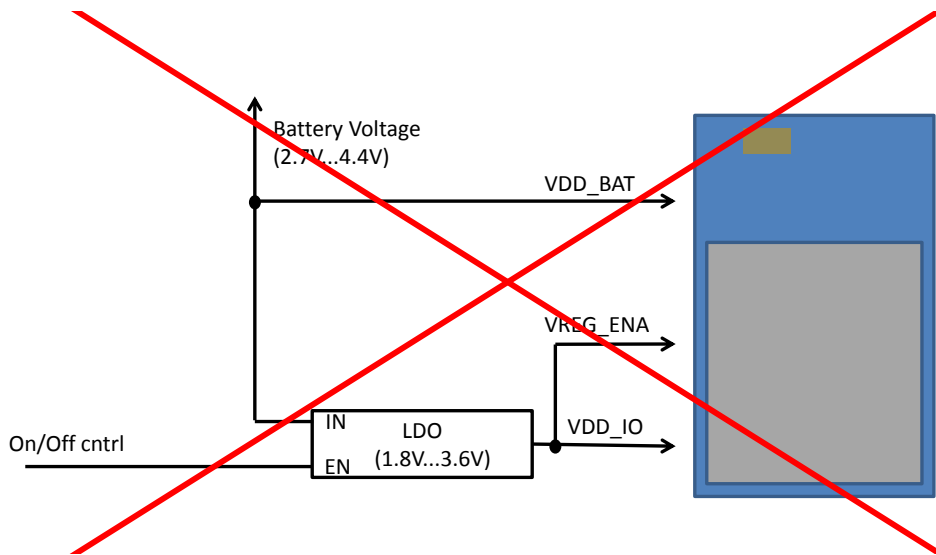 Battery Voltage
(2.7V...4.4V)
VDD_BAT
VREG_ENA
IN
LDO
VDD_IO
On/Off cntrl
(1.8V...3.6V)
EN